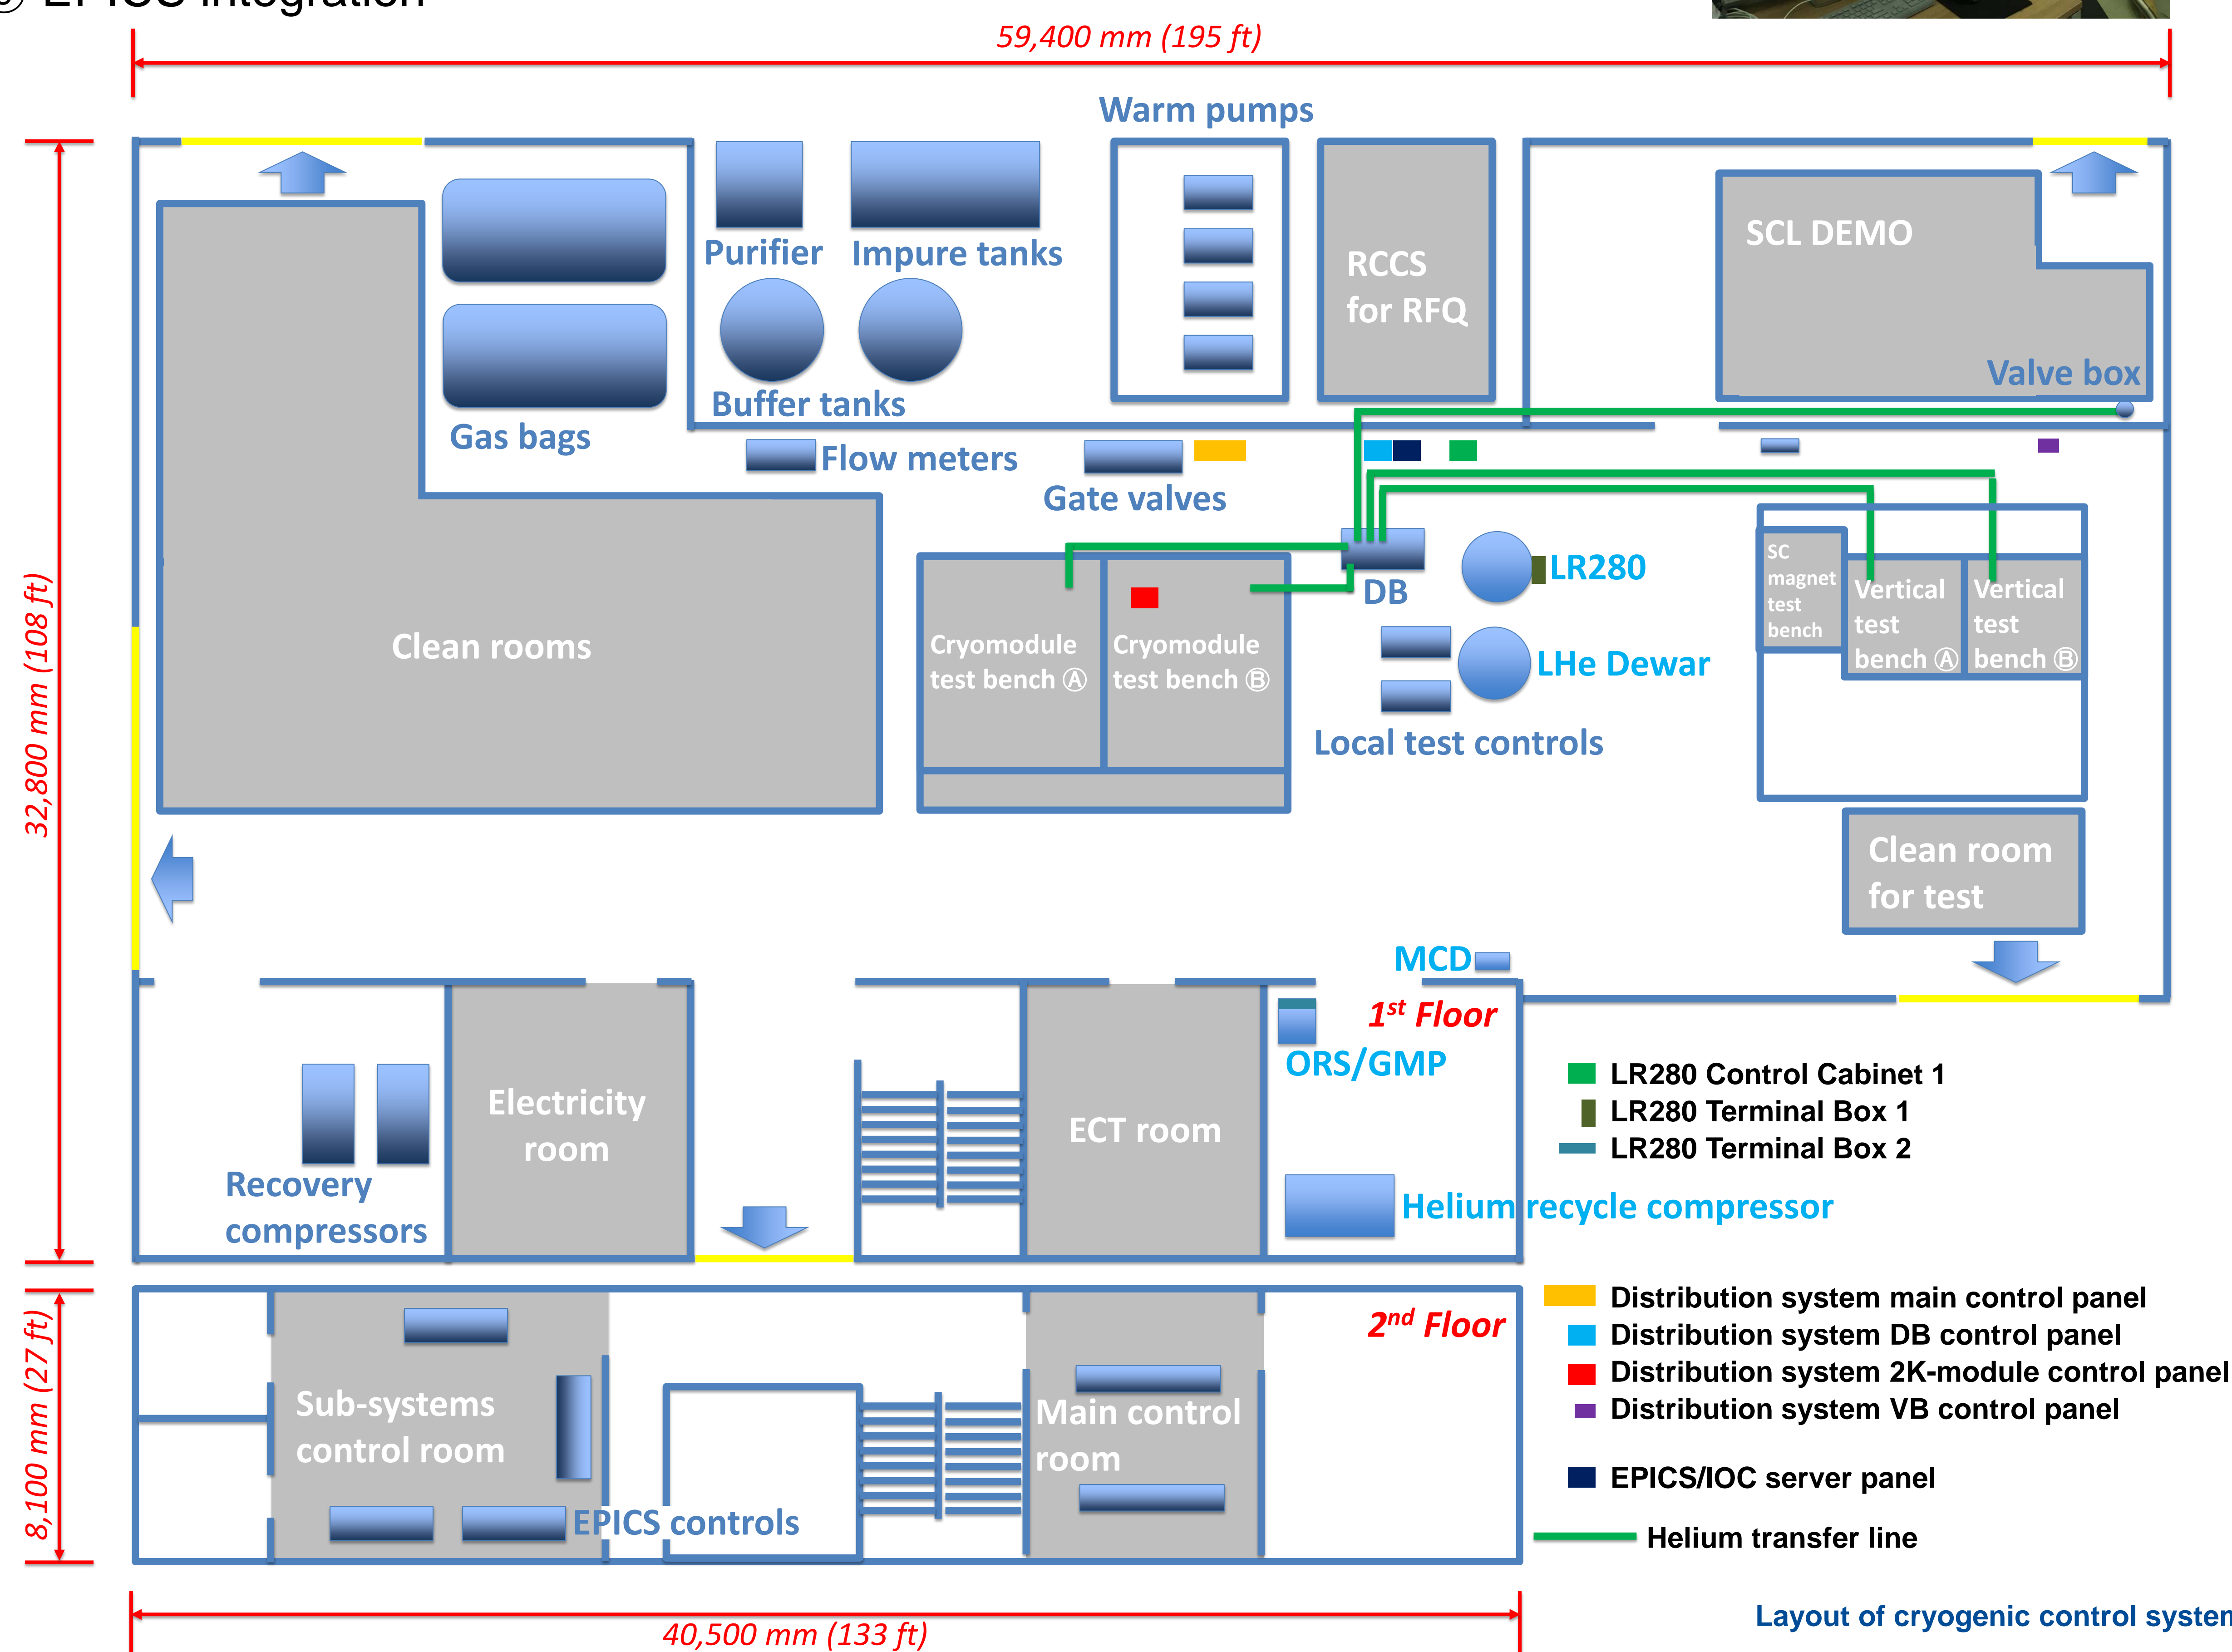 EPICS integration
59,400 mm (195 ft)
Warm pumps
Purifier
Impure tanks
RCCS
for RFQ
SCL DEMO
Valve box
Buffer tanks
Gas bags
Flow meters
Gate valves
32,800 mm (108 ft)
Clean rooms
Cryomodule
test bench Ⓐ
Cryomodule
test bench Ⓑ
DB
LR280
LHe Dewar
Local test controls
SC
magnet
test
bench
Vertical
test
bench Ⓐ
Vertical
test
bench Ⓑ
Clean room
for test
MCD
1st Floor
ORS/GMP
Electricity
room
ECT room
Recovery
compressors
Helium recycle compressor
LR280 Control Cabinet 1
LR280 Terminal Box 1
LR280 Terminal Box 2
8,100 mm (27 ft)
2nd Floor
Sub-systems
control room
EPICS controls
Main control
room
Distribution system main control panel
Distribution system DB control panel
Distribution system 2K-module control panel
Distribution system VB control panel
EPICS/IOC server panel
Helium transfer line
40,500 mm (133 ft)
Layout of cryogenic control system